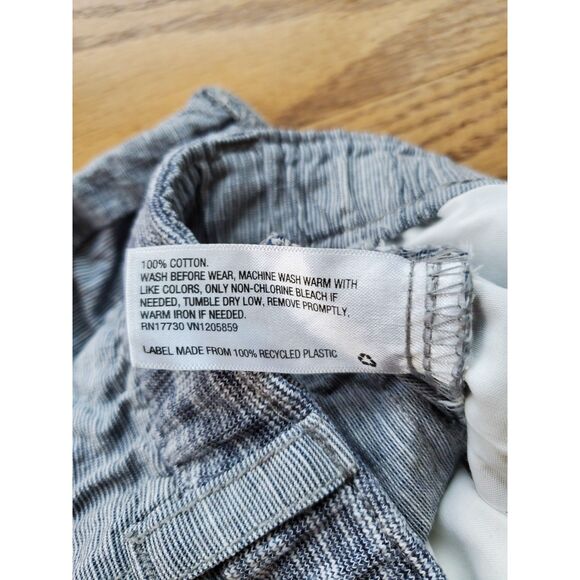 100% COTTON.
WASH BEFORE WEAR, MACHINE WASH WARM WITH
LIKE COLORS, ONLY NON-CHLORINE BLEACH IF
NEEDED, TUMBLE DRY LOW, REMOVE PROMPTLY.
WARM IRON IF NEEDED.
RN17730 VN1205859
LABEL MADE FROM 100% RECYCLED PLASTIC